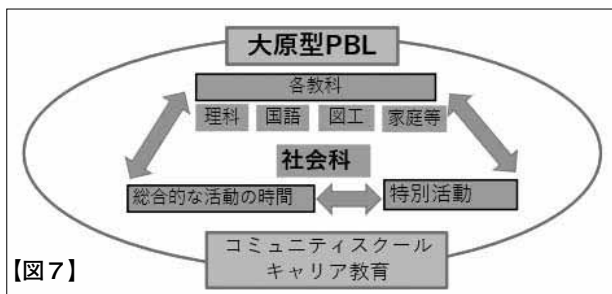 大原型PBL
各教科
理科 国語 図工 家庭等
社会科
総合的な活動の時間 特別活動
コミュニティスクール
キャリア教育
【図7】